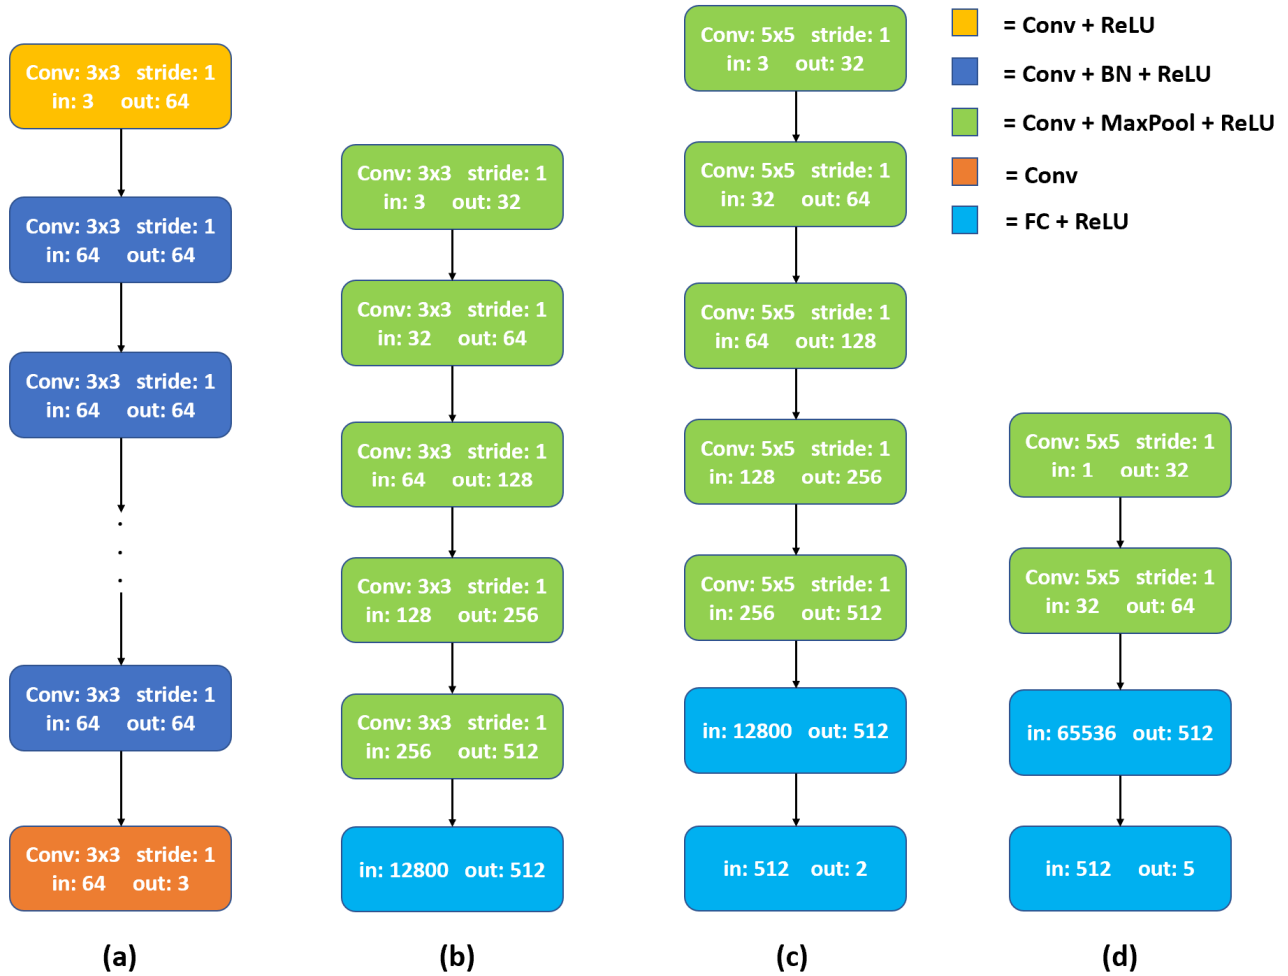 Conv: 3x3 stride: 1
in: 3 out: 64
Conv: 3x3 stride: 1
in: 64 out: 64
Conv: 3x3 stride: 1
in: 64 out: 64
.
.
.
Conv: 3x3 stride: 1
in: 64 out: 64
Conv: 3x3 stride: 1
in: 64 out: 3
(a)
Conv: 3x3 stride: 1
in: 3 out: 32
Conv: 3x3 stride: 1
in: 32 out: 64
Conv: 3x3 stride: 1
in: 64 out: 128
Conv: 3x3 stride: 1
in: 128 out: 256
Conv: 3x3 stride: 1
in: 256 out: 512
in: 12800 out: 512
(b)
Conv: 5x5 stride: 1
in: 3 out: 32
Conv: 5x5 stride: 1
in: 32 out: 64
Conv: 5x5 stride: 1
in: 64 out: 128
Conv: 5x5 stride: 1
in: 128 out: 256
Conv: 5x5 stride: 1
in: 256 out: 512
in: 12800 out: 512
in: 512 out: 2
(c)
Conv: 5x5 stride: 1
in: 1 out: 32
Conv: 5x5 stride: 1
in: 32 out: 64
in: 65536 out: 512
in: 512 out: 5
(d)
= Conv + ReLU
= Conv + BN + ReLU
= Conv + MaxPool + ReLU
= Conv
= FC + ReLU